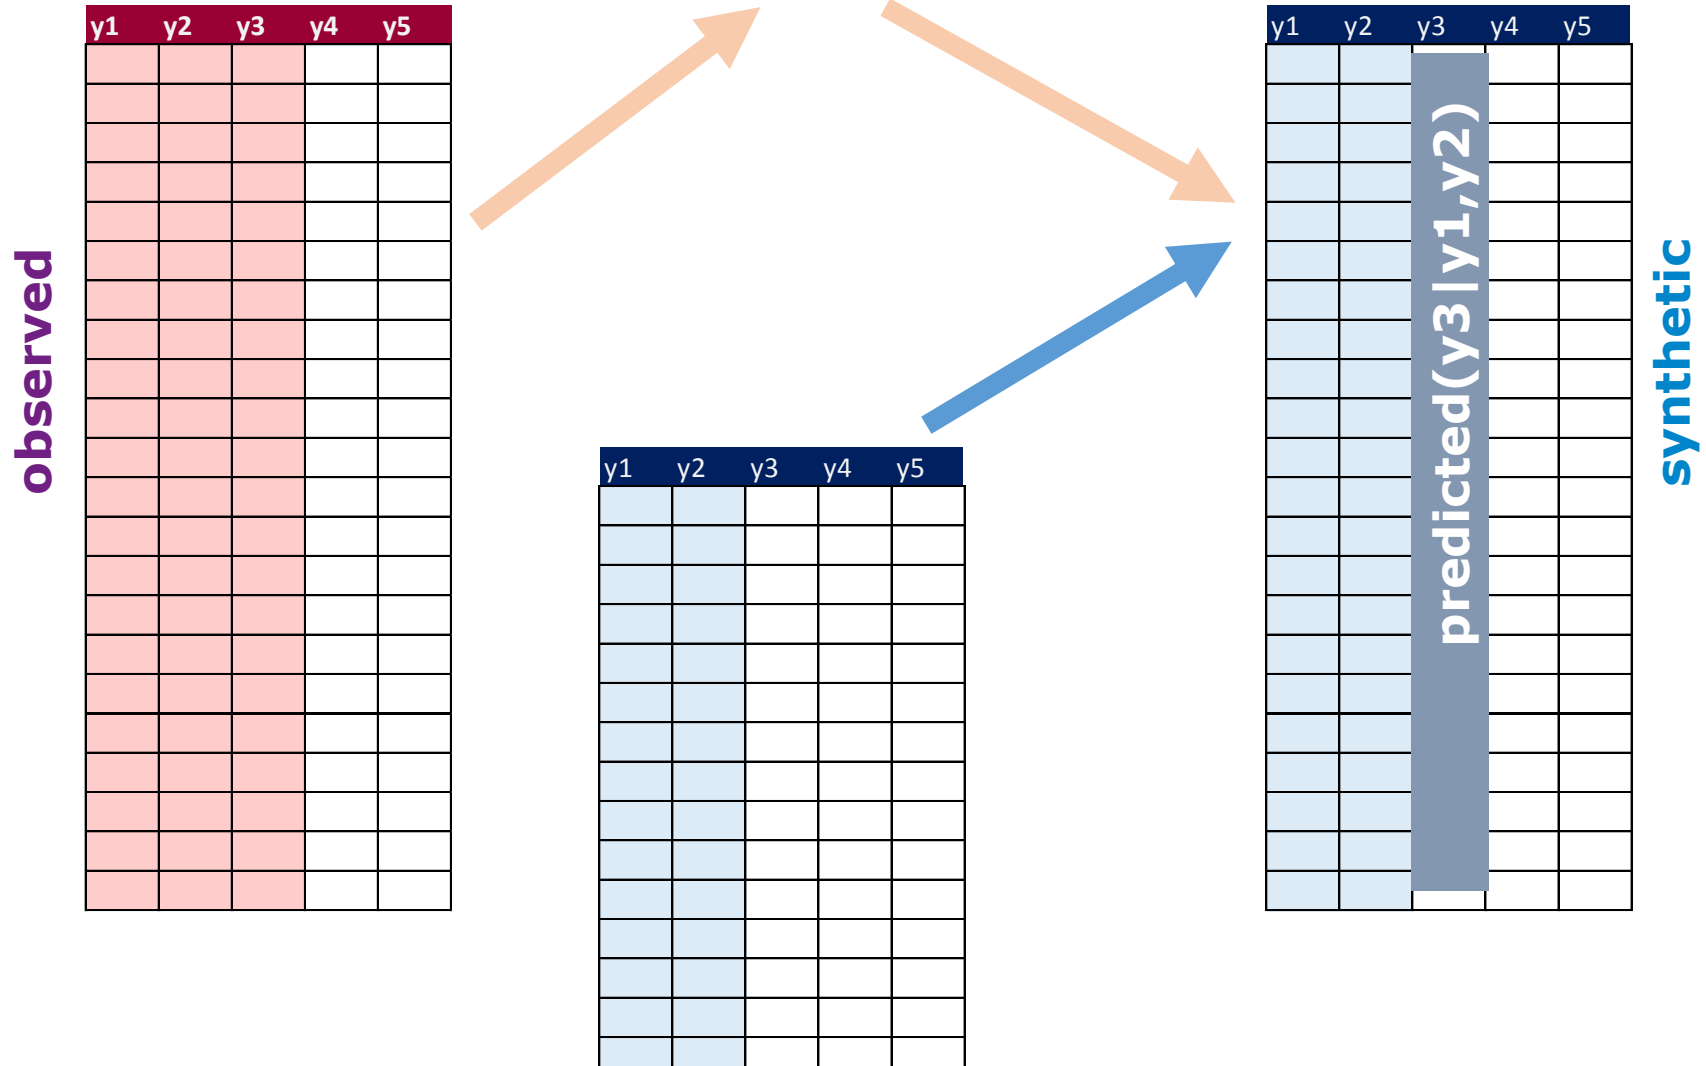 y1 y2 y3 y4 y5
observed
y1 y2 y3 y4 y5
y1 y2 y3 y4 y5
predicted(y3|y1,y2)
synthetic